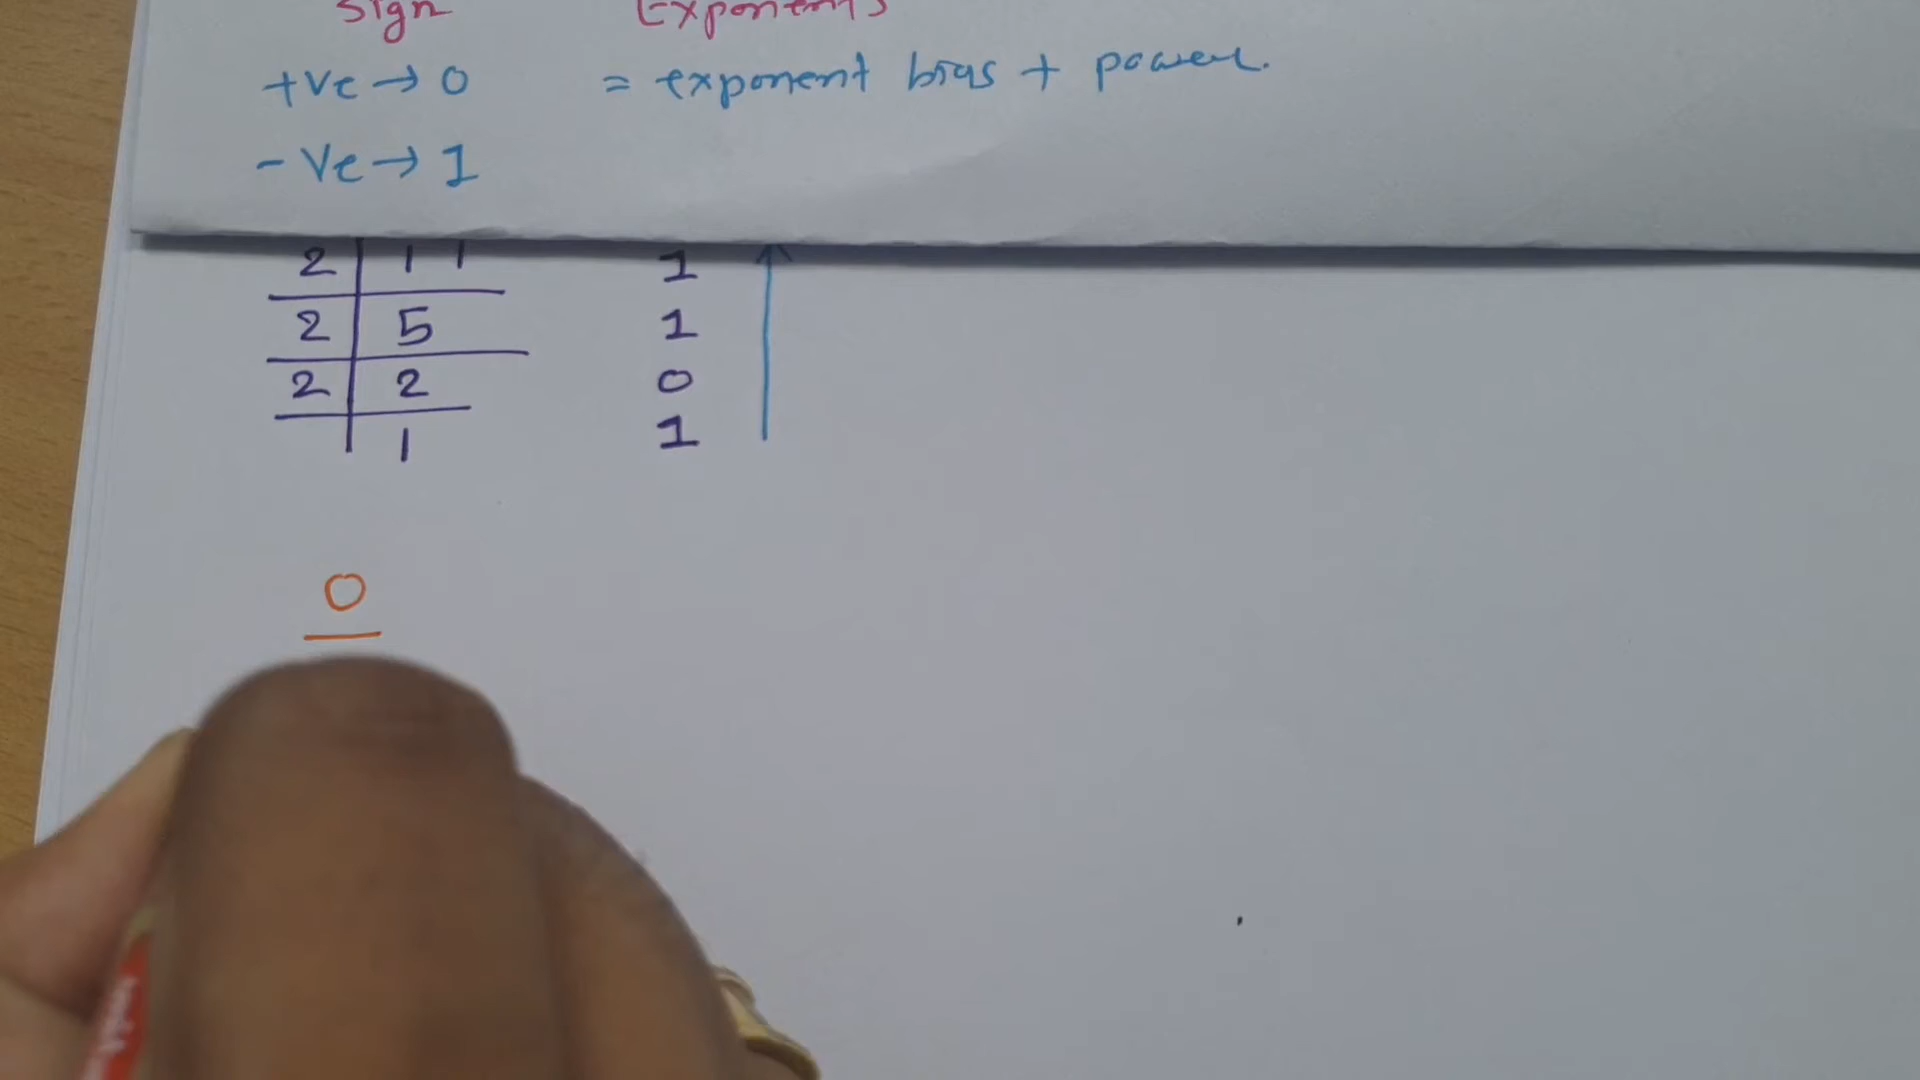 Sign Exponents
+ve → 0 = exponent bias + power.
- Ve → 1
2 11 1
2 5 1
2 2 0
1 1
0